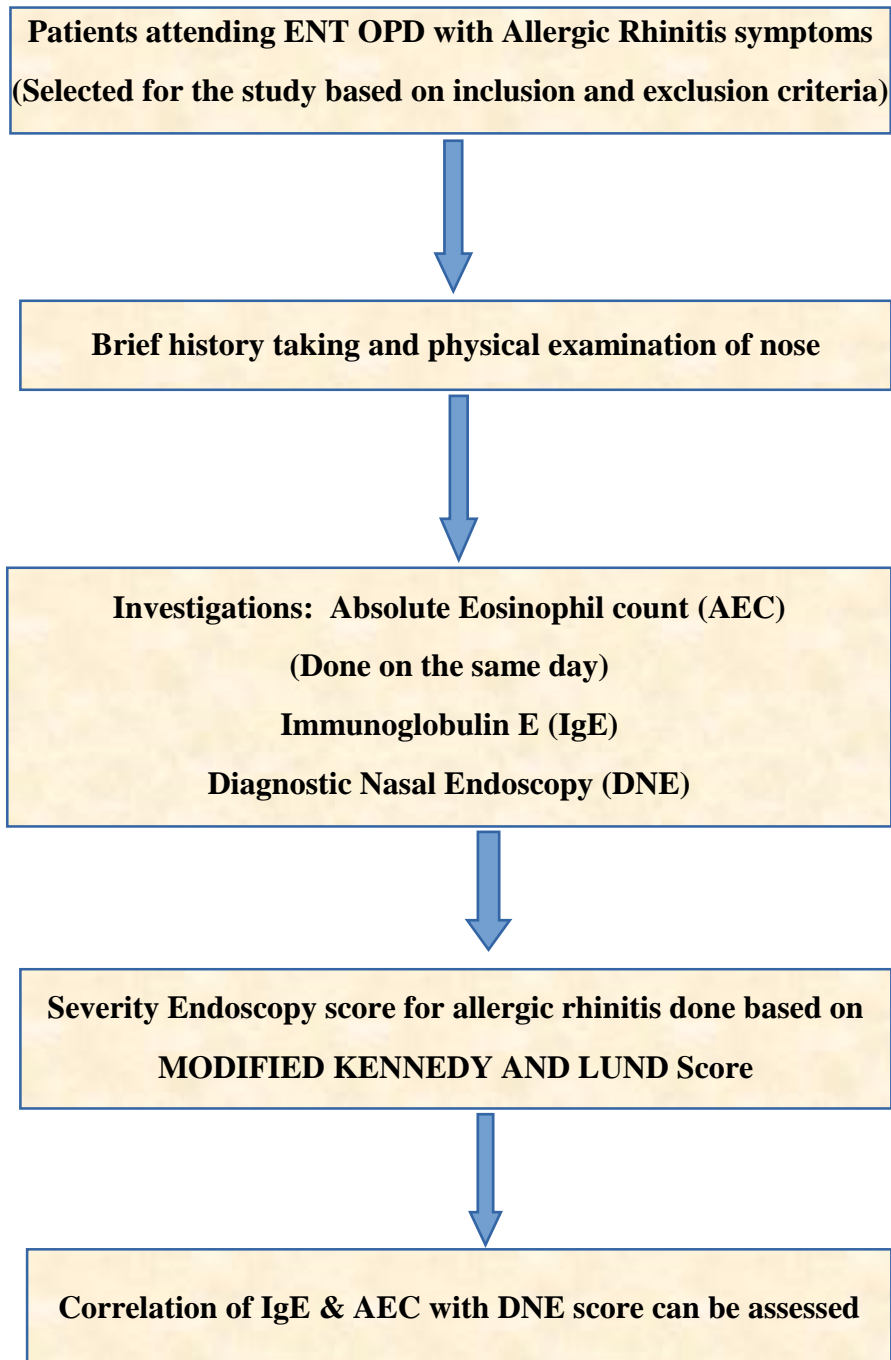 Patients attending ENT OPD with Allergic Rhinitis symptoms
(Selected for the study based on inclusion and exclusion criteria)
Brief history taking and physical examination of nose
Investigations: Absolute Eosinophil count (AEC)
(Done on the same day)
Immunoglobulin E (IgE)
Diagnostic Nasal Endoscopy (DNE)
Severity Endoscopy score for allergic rhinitis done based on
MODIFIED KENNEDY AND LUND Score
Correlation of IgE & AEC with DNE score can be assessed